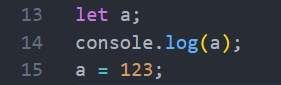 13 let a;
14 console.log(a);
15 a = 123;